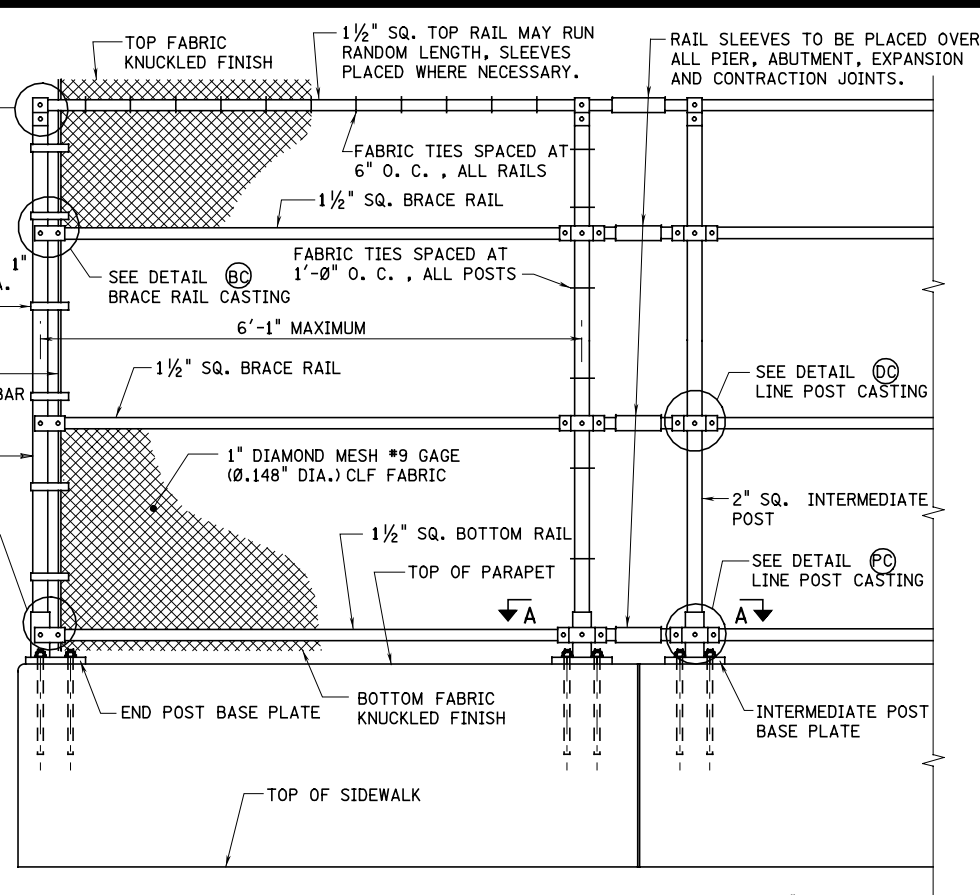 TOP FABRIC
KNUCKLED FINISH
1½" SQ. TOP RAIL MAY RUN
RANDOM LENGTH, SLEEVES
PLACED WHERE NECESSARY.
RAIL SLEEVES TO BE PLACED OVER
ALL PIER, ABUTMENT, EXPANSION
AND CONTRACTION JOINTS.
FABRIC TIES SPACED AT
6" O. C. , ALL RAILS
1½" SQ. BRACE RAIL
1"
A.
SEE DETAIL BC
BRACE RAIL CASTING
FABRIC TIES SPACED AT
1'-Ø" O. C. , ALL POSTS
6'-1" MAXIMUM
1½" SQ. BRACE RAIL
BAR
SEE DETAIL DC
LINE POST CASTING
1" DIAMOND MESH #9 GAGE
(Ø.148" DIA.) CLF FABRIC
2" SQ. INTERMEDIATE
POST
1½" SQ. BOTTOM RAIL
TOP OF PARAPET
SEE DETAIL PC
LINE POST CASTING
A
A
END POST BASE PLATE
BOTTOM FABRIC
KNUCKLED FINISH
INTERMEDIATE POST
BASE PLATE
TOP OF SIDEWALK